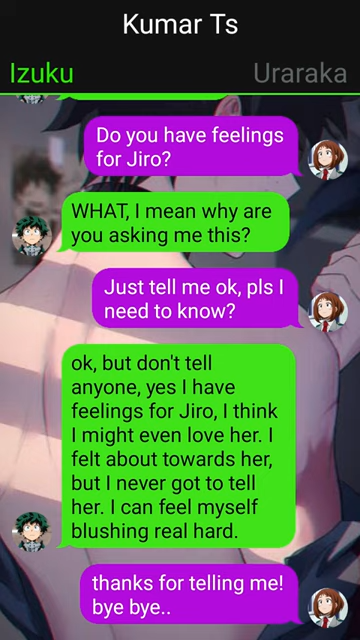 Kumar Ts
Izuku
Uraraka
Do you have feelings
for Jiro?
WHAT, I mean why are
you asking me this?
Just tell me ok, pls I
need to know?
ok, but don't tell
anyone, yes I have
feelings for Jiro, I think
I might even love her. I
felt about towards her,
but I never got to tell
her. I can feel myself
blushing real hard.
thanks for telling me!
bye bye..